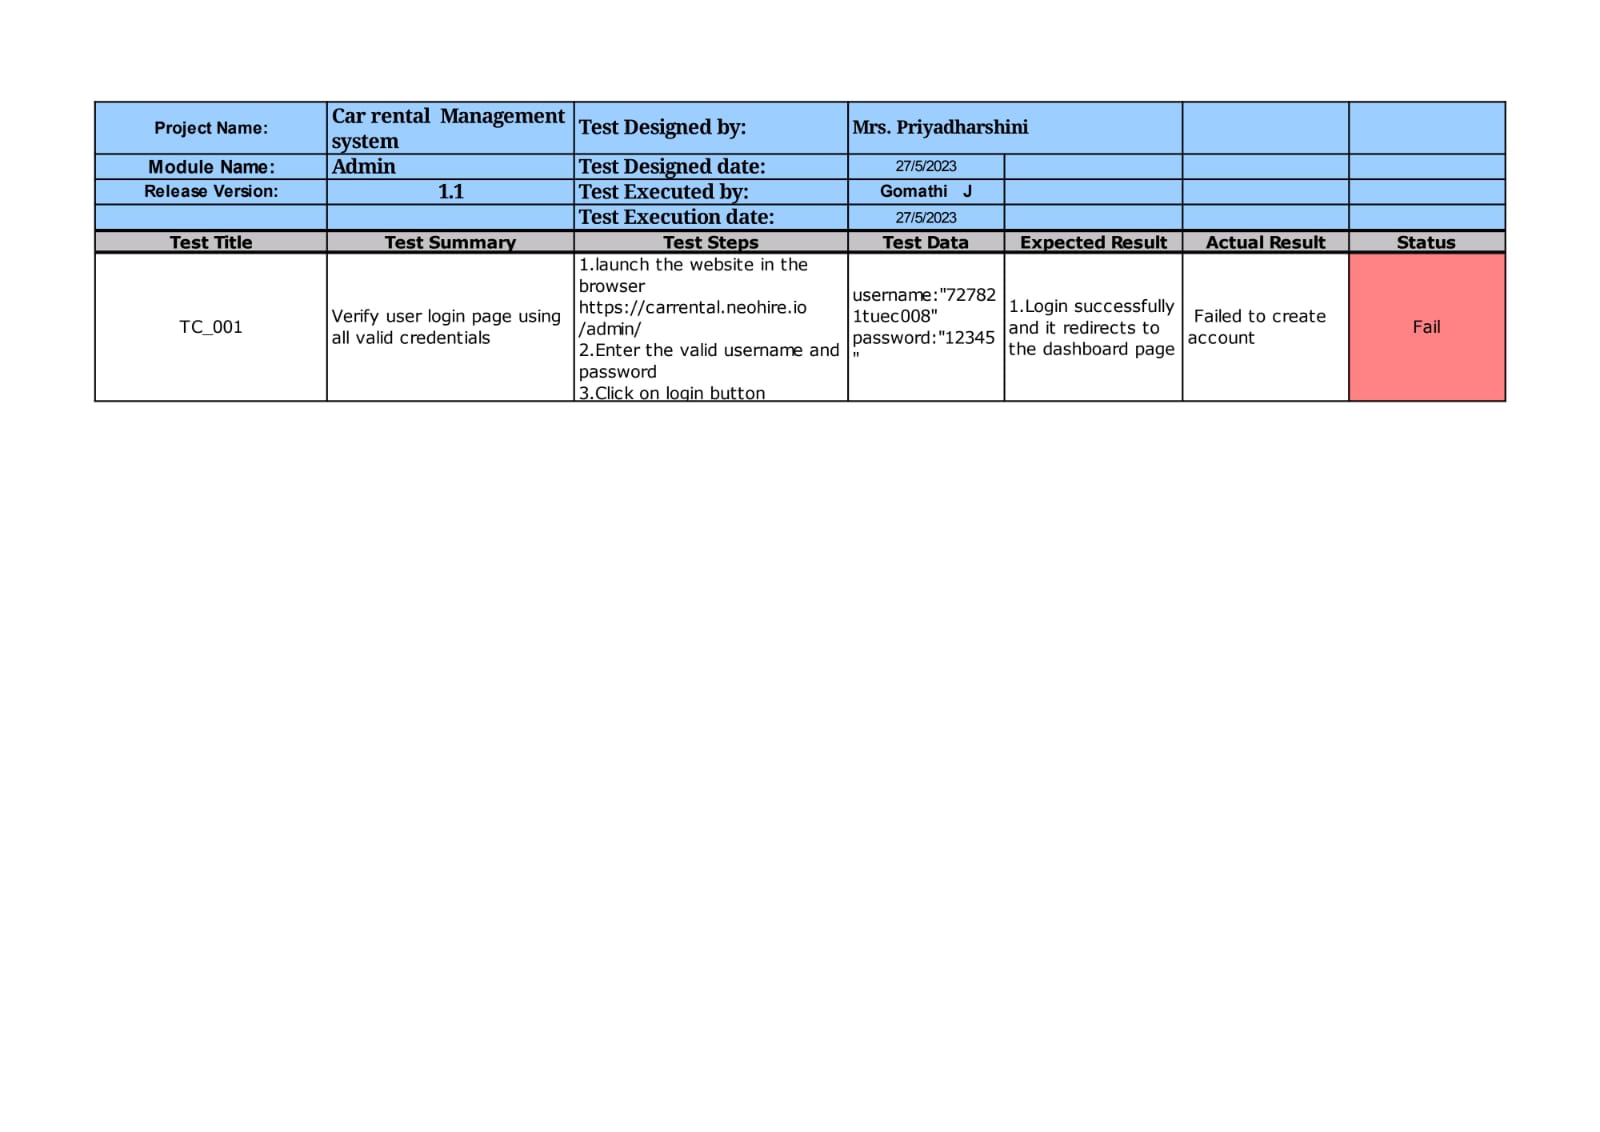 Project Name:
Car rental  Management
system
Test Designed by:
Mrs. Priyadharshini
Module Name:
Admin
Test Designed date:
27/5/2023
Release Version:
1.1
Test Executed by:
Gomathi   J
Test Execution date:
27/5/2023
Test Title
Test Summary
Test Steps
Test Data
Expected Result
Actual Result
Status
TC_001
Verify user login page using
all valid credentials
1.launch the website in the
browser
https://carrental.neohire.io
/admin/
2.Enter the valid username and
password
3.Click on login button
username:"72782
1tuec008"
password:"12345
"
1.Login successfully
and it redirects to
the dashboard page
Failed to create
account
Fail